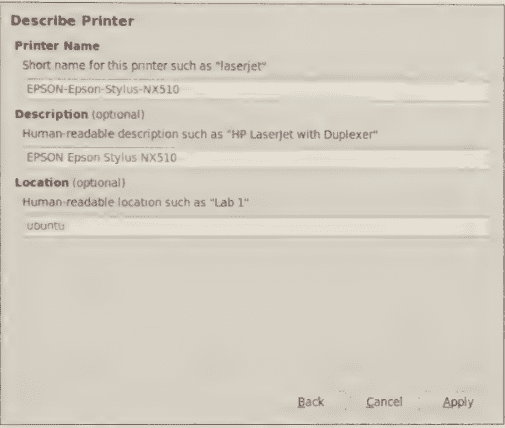 Describe Printer
Printer Name
Short name for this printer such as "laserjet"
EPSON-Epson-Stylus-NX510
Description (optional)
Human-readable description such as "HP LaserJet with Duplexer"
EPSON Epson Stylus NX510
Location (optional)
Human-readable location such as "Lab 1"
ubuntu
Back Cancel Apply